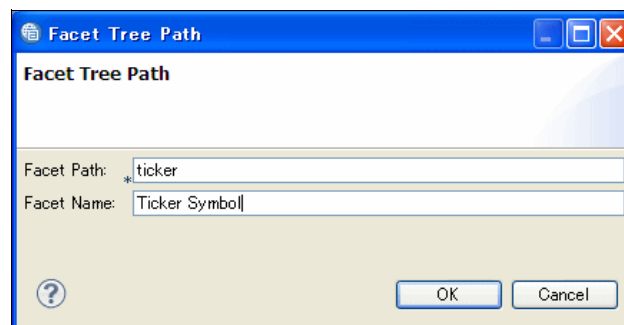 Facet Tree Path
Facet Tree Path
Facet Path: * ticker
Facet Name: Ticker Symbol
? OK Cancel